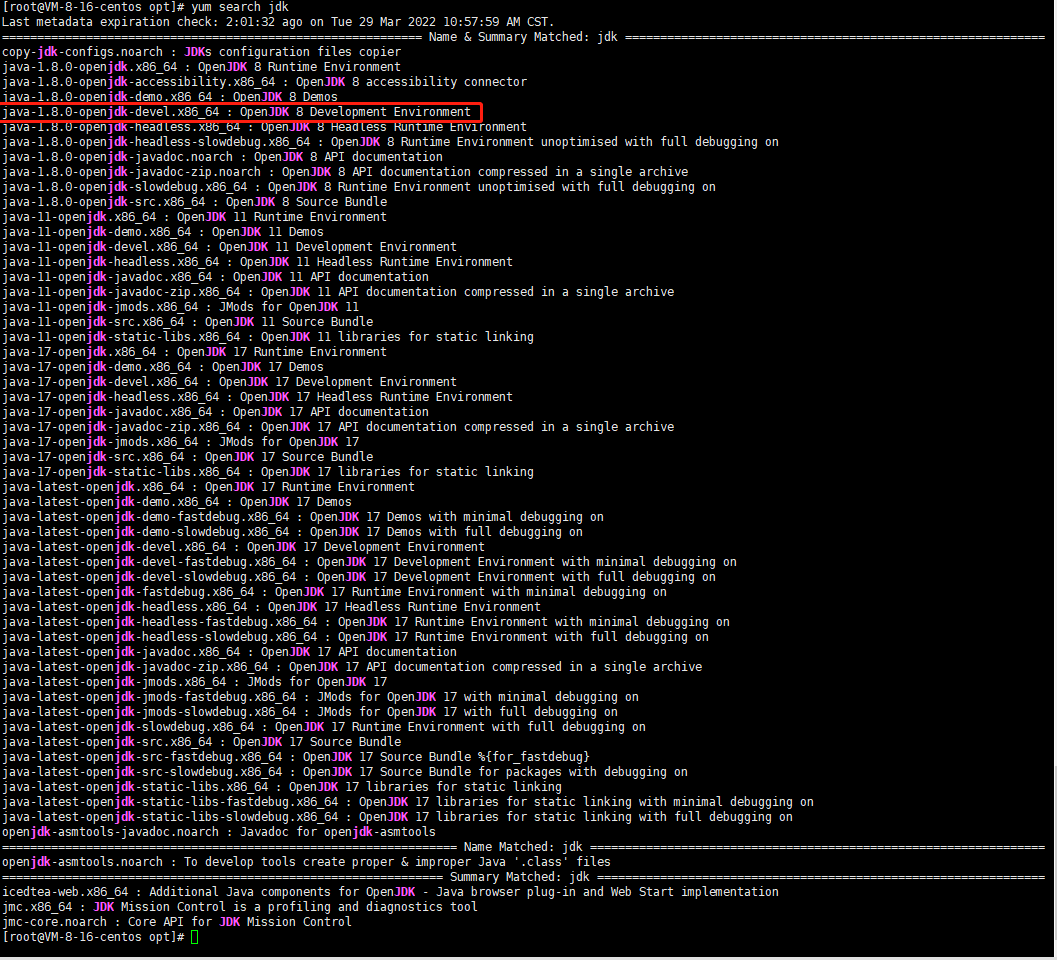 [root@VM-8-16-centos opt]# yum search jdk
Last metadata expiration check: 2:01:32 ago on Tue 29 Mar 2022 10:57:59 AM CST.
============================================================ Name & Summary Matched: jdk ============================================================
copy-jdk-configs.noarch : JDKs configuration files copier
java-1.8.0-openjdk.x86_64 : OpenJDK 8 Runtime Environment
java-1.8.0-openjdk-accessibility.x86_64 : OpenJDK 8 accessibility connector
java-1.8.0-openjdk-demo.x86_64 : OpenJDK 8 Demos
java-1.8.0-openjdk-devel.x86_64 : OpenJDK 8 Development Environment
java-1.8.0-openjdk-headless.x86_64 : OpenJDK 8 Headless Runtime Environment
java-1.8.0-openjdk-headless-slowdebug.x86_64 : OpenJDK 8 Runtime Environment unoptimised with full debugging on
java-1.8.0-openjdk-javadoc.noarch : OpenJDK 8 API documentation
java-1.8.0-openjdk-javadoc-zip.noarch : OpenJDK 8 API documentation compressed in a single archive
java-1.8.0-openjdk-slowdebug.x86_64 : OpenJDK 8 Runtime Environment unoptimised with full debugging on
java-1.8.0-openjdk-src.x86_64 : OpenJDK 8 Source Bundle
java-11-openjdk.x86_64 : OpenJDK 11 Runtime Environment
java-11-openjdk-demo.x86_64 : OpenJDK 11 Demos
java-11-openjdk-devel.x86_64 : OpenJDK 11 Development Environment
java-11-openjdk-headless.x86_64 : OpenJDK 11 Headless Runtime Environment
java-11-openjdk-javadoc.x86_64 : OpenJDK 11 API documentation
java-11-openjdk-javadoc-zip.x86_64 : OpenJDK 11 API documentation compressed in a single archive
java-11-openjdk-jmods.x86_64 : JMods for OpenJDK 11
java-11-openjdk-src.x86_64 : OpenJDK 11 Source Bundle
java-11-openjdk-static-libs.x86_64 : OpenJDK 11 libraries for static linking
java-17-openjdk.x86_64 : OpenJDK 17 Runtime Environment
java-17-openjdk-demo.x86_64 : OpenJDK 17 Demos
java-17-openjdk-devel.x86_64 : OpenJDK 17 Development Environment
java-17-openjdk-headless.x86_64 : OpenJDK 17 Headless Runtime Environment
java-17-openjdk-javadoc.x86_64 : OpenJDK 17 API documentation
java-17-openjdk-javadoc-zip.x86_64 : OpenJDK 17 API documentation compressed in a single archive
java-17-openjdk-jmods.x86_64 : JMods for OpenJDK 17
java-17-openjdk-src.x86_64 : OpenJDK 17 Source Bundle
java-17-openjdk-static-libs.x86_64 : OpenJDK 17 libraries for static linking
java-latest-openjdk.x86_64 : OpenJDK 17 Runtime Environment
java-latest-openjdk-demo.x86_64 : OpenJDK 17 Demos
java-latest-openjdk-demo-fastdebug.x86_64 : OpenJDK 17 Demos with minimal debugging on
java-latest-openjdk-demo-slowdebug.x86_64 : OpenJDK 17 Demos with full debugging on
java-latest-openjdk-devel.x86_64 : OpenJDK 17 Development Environment
java-latest-openjdk-devel-fastdebug.x86_64 : OpenJDK 17 Development Environment with minimal debugging on
java-latest-openjdk-devel-slowdebug.x86_64 : OpenJDK 17 Development Environment with full debugging on
java-latest-openjdk-fastdebug.x86_64 : OpenJDK 17 Runtime Environment with minimal debugging on
java-latest-openjdk-headless.x86_64 : OpenJDK 17 Headless Runtime Environment
java-latest-openjdk-headless-fastdebug.x86_64 : OpenJDK 17 Runtime Environment with minimal debugging on
java-latest-openjdk-headless-slowdebug.x86_64 : OpenJDK 17 Runtime Environment with full debugging on
java-latest-openjdk-javadoc.x86_64 : OpenJDK 17 API documentation
java-latest-openjdk-javadoc-zip.x86_64 : OpenJDK 17 API documentation compressed in a single archive
java-latest-openjdk-jmods.x86_64 : JMods for OpenJDK 17
java-latest-openjdk-jmods-fastdebug.x86_64 : JMods for OpenJDK 17 with minimal debugging on
java-latest-openjdk-jmods-slowdebug.x86_64 : JMods for OpenJDK 17 with full debugging on
java-latest-openjdk-slowdebug.x86_64 : OpenJDK 17 Runtime Environment with full debugging on
java-latest-openjdk-src.x86_64 : OpenJDK 17 Source Bundle
java-latest-openjdk-src-fastdebug.x86_64 : OpenJDK 17 Source Bundle %{for_fastdebug}
java-latest-openjdk-src-slowdebug.x86_64 : OpenJDK 17 Source Bundle for packages with debugging on
java-latest-openjdk-static-libs.x86_64 : OpenJDK 17 libraries for static linking
java-latest-openjdk-static-libs-fastdebug.x86_64 : OpenJDK 17 libraries for static linking with minimal debugging on
java-latest-openjdk-static-libs-slowdebug.x86_64 : OpenJDK 17 libraries for static linking with full debugging on
openjdk-asmtools-javadoc.noarch : Javadoc for openjdk-asmtools
================================================================= Name Matched: jdk =================================================================
openjdk-asmtools.noarch : To develop tools create proper & improper Java '.class' files
=============================================================== Summary Matched: jdk ================================================================
icedtea-web.x86_64 : Additional Java components for OpenJDK - Java browser plug-in and Web Start implementation
jmc.x86_64 : JDK Mission Control is a profiling and diagnostics tool
jmc-core.noarch : Core API for JDK Mission Control
[root@VM-8-16-centos opt]#